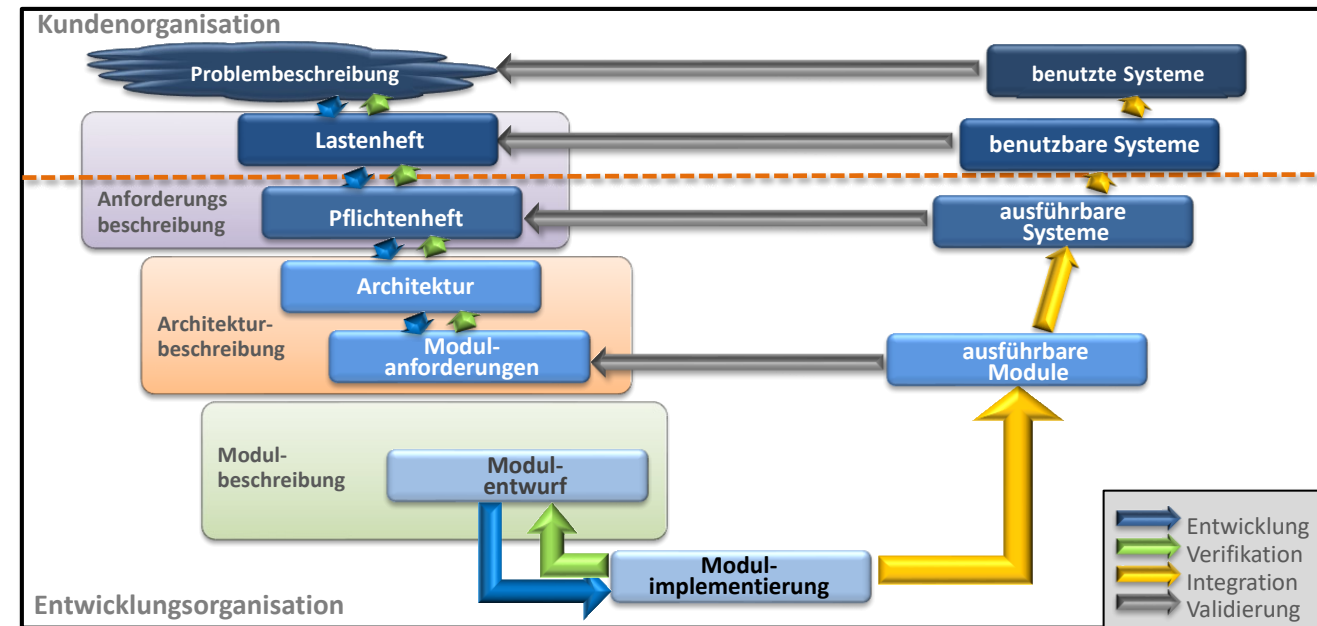 Kundenorganisation
Problembeschreibung
benutzte Systeme
Lastenheft
benutzbare Systeme
Anforderungs
beschreibung
Pflichtenheft
ausführbare
Systeme
Architektur
Architektur-
beschreibung
Modul-
anforderungen
ausführbare
Module
Modul-
beschreibung
Modul-
entwurf
Modul-
implementierung
Entwicklung
Verifikation
Integration
Validierung
Entwicklungsorganisation